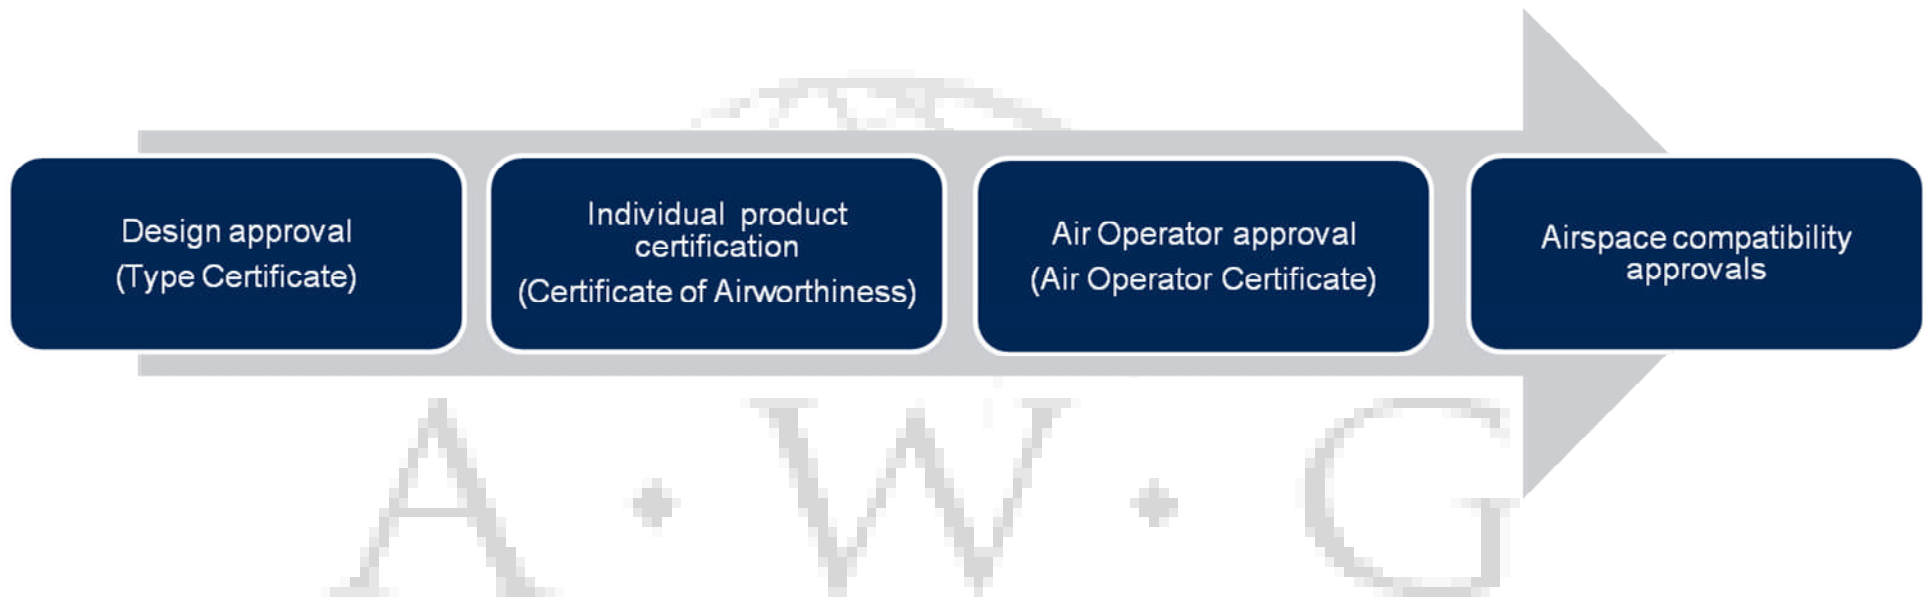 Design approval
(Type Certificate)
Individual product
certification
(Certificate of Airworthiness)
Air Operator approval
(Air Operator Certificate)
Airspace compatibility
approvals
A·W·G